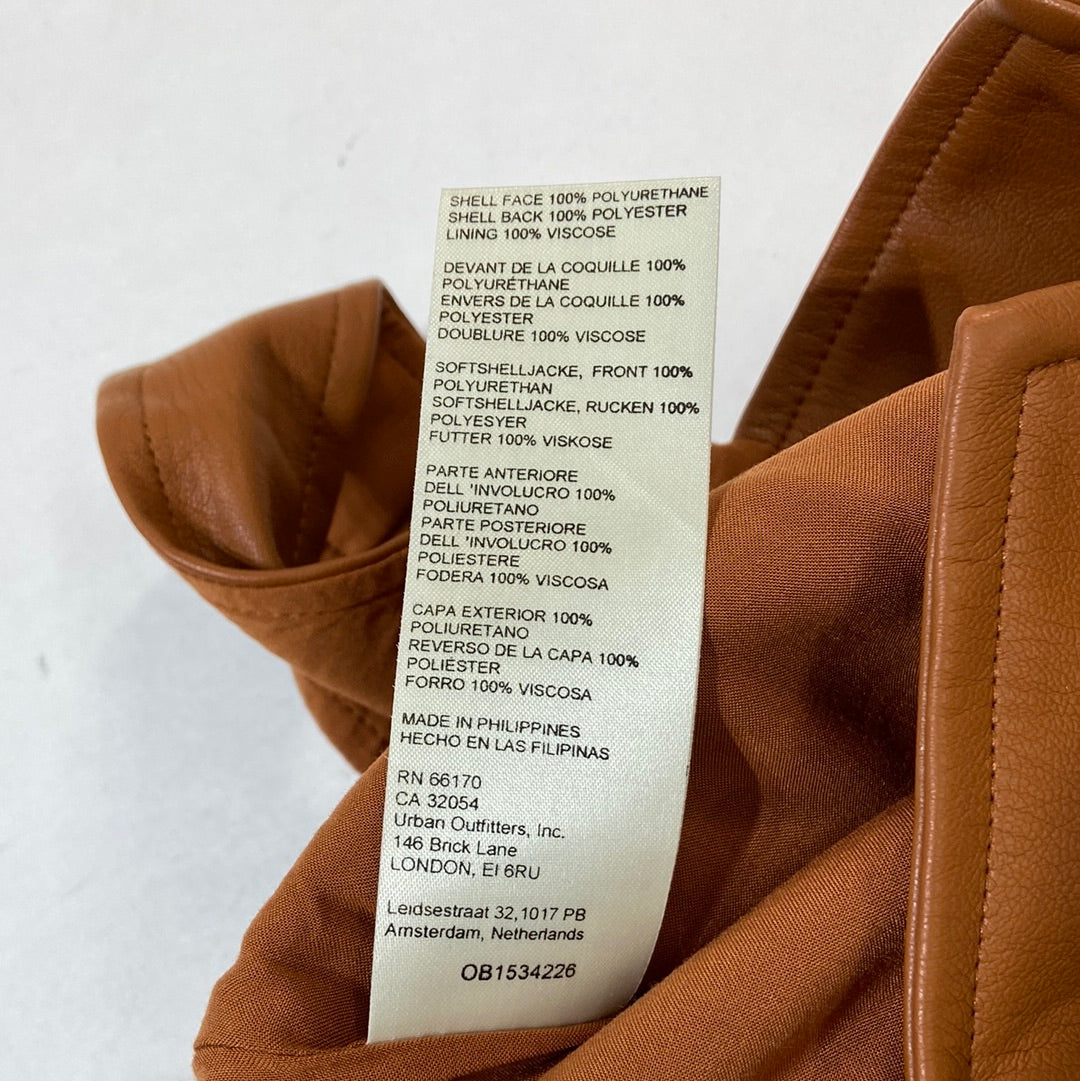 SHELL FACE 100% POLYURETHANE
SHELL BACK 100% POLYESTER
LINING 100% VISCOSE
DEVANT DE LA COQUILLE 100%
POLYURÉTHANE
ENVERS DE LA COQUILLE 100%
POLYESTER
DOUBLURE 100% VISCOSE
SOFTSHELLJACKE, FRONT 100%
POLYURETHAN
SOFTSHELLJACKE, RUCKEN 100%
POLYESYER
FUTTER 100% VISKOSE
PARTE ANTERIORE
DELL 'INVOLUCRO 100%
POLIURETANO
PARTE POSTERIORE
DELL 'INVOLUCRO 100%
POLIESTERE
FODERA 100% VISCOSA
CAPA EXTERIOR 100%
POLIURETANO
REVERSO DE LA CAPA 100%
POLIÉSTER
FORRO 100% VISCOSA
MADE IN PHILIPPINES
HECHO EN LAS FILIPINAS
RN 66170
CA 32054
Urban Outfitters, Inc.
146 Brick Lane
LONDON, EI 6RU
Leidsestraat 32,1017 PB
Amsterdam, Netherlands
OB1534226